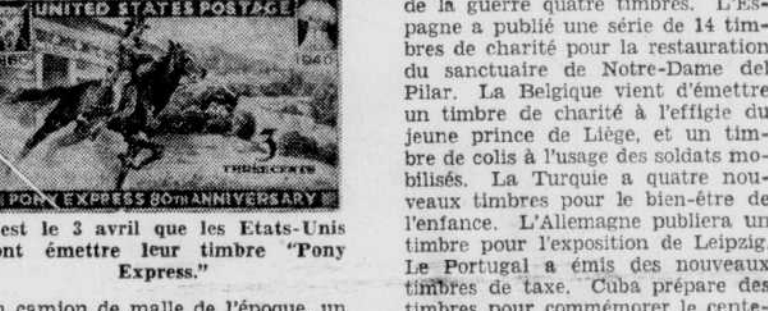 UNITED STATES POSTAGE
1940
3
THREE CENTS
PONY EXPRESS 80TH ANNIVERSARY
est le 3 avril que les Etats-Unis
ont émettre leur timbre "Pony
Express."
camion de malle de l'époque, un
de la guerre quatre timbres. L'Es-
pagne a publié une série de 14 tim-
bres de charité pour la restauration
du sanctuaire de Notre-Dame del
Pilar. La Belgique vient d'émettre
un timbre de charité à l'effigie du
jeune prince de Liège, et un tim-
bre de colis à l'usage des soldats mo-
bilisés. La Turquie a quatre nou-
veaux timbres pour le bien-être de
l'enfance. L'Allemagne publiera un
timbre pour l'exposition de Leipzig.
Le Portugal a émis des nouveaux
timbres de taxe. Cuba prépare des
timbres pour commémorer le cente-